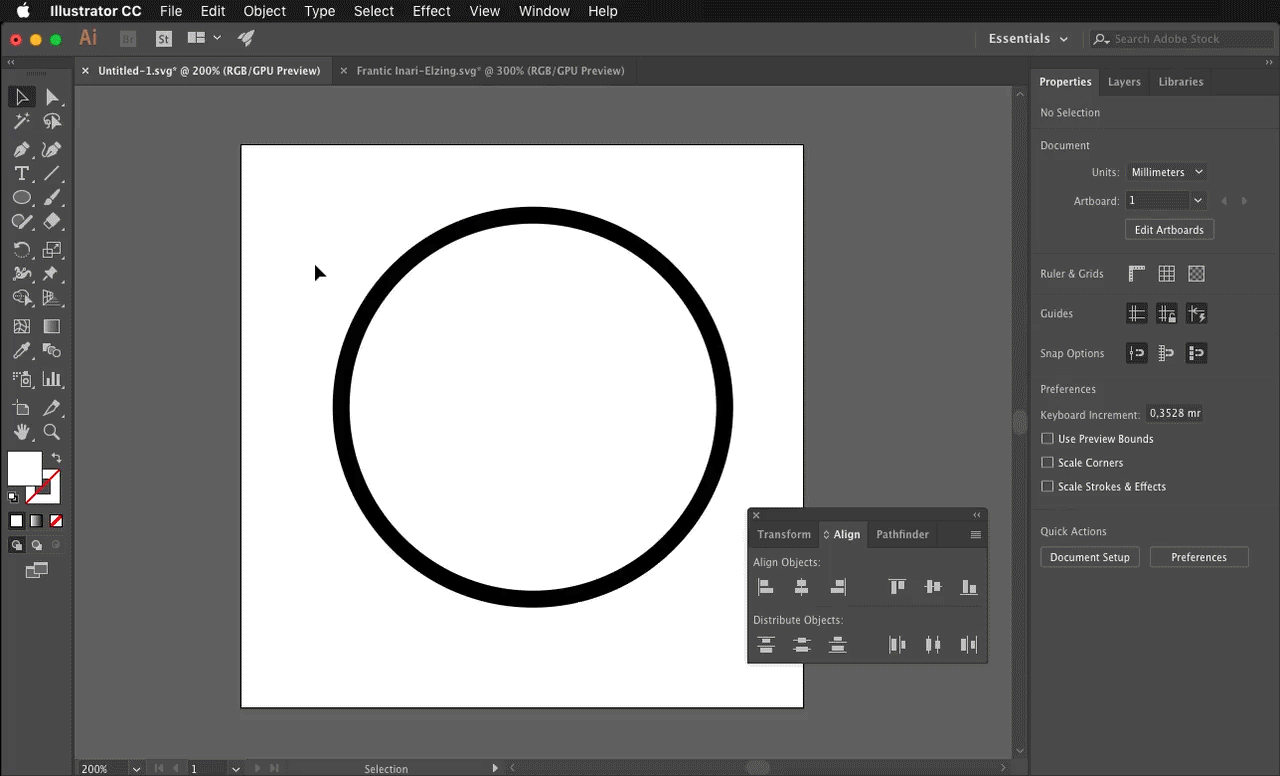 Illustrator CC File Edit Object Type Select Effect View Window Help
Ai Br St Essentials Search Adobe Stock
Untitled-1.svg* @ 200% (RGB/GPU Preview) Frantic Inari-Elzing.svg* @ 300% (RGB/GPU Preview)
Properties Layers Libraries
No Selection
Document
Units: Millimeters
Artboard: 1
Edit Artboards
Ruler & Grids
Guides
Snap Options
Preferences
Keyboard Increment: 0,3528 mr
Use Preview Bounds
Scale Corners
Scale Strokes & Effects
Quick Actions
Document Setup Preferences
Transform Align Pathfinder
Align Objects:
Distribute Objects:
200% 1 Selection